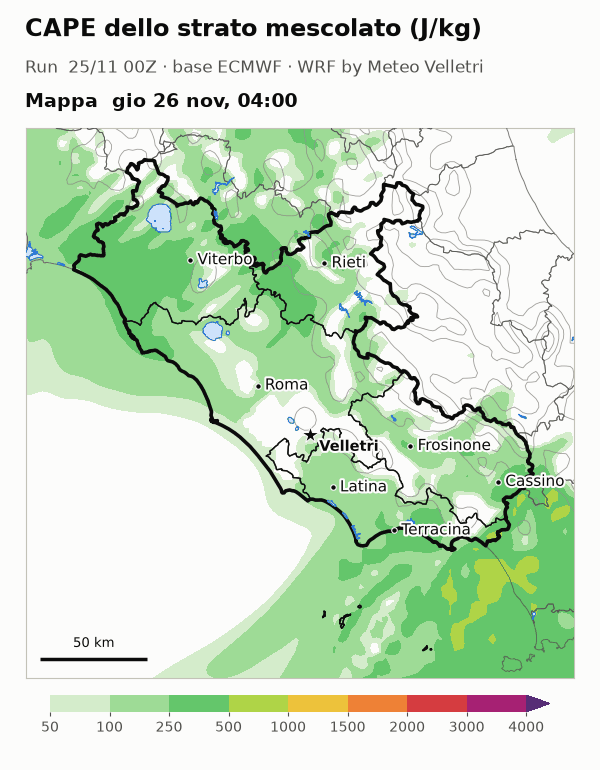 CAPE dello strato mescolato (J/kg)
Run  25/11 00Z · base ECMWF · WRF by Meteo Velletri
Mappa  gio 26 nov, 04:00
Viterbo
Rieti
Roma
Velletri
Frosinone
Cassino
Latina
Terracina
50 km
50 100 250 500 1000 1500 2000 3000 4000